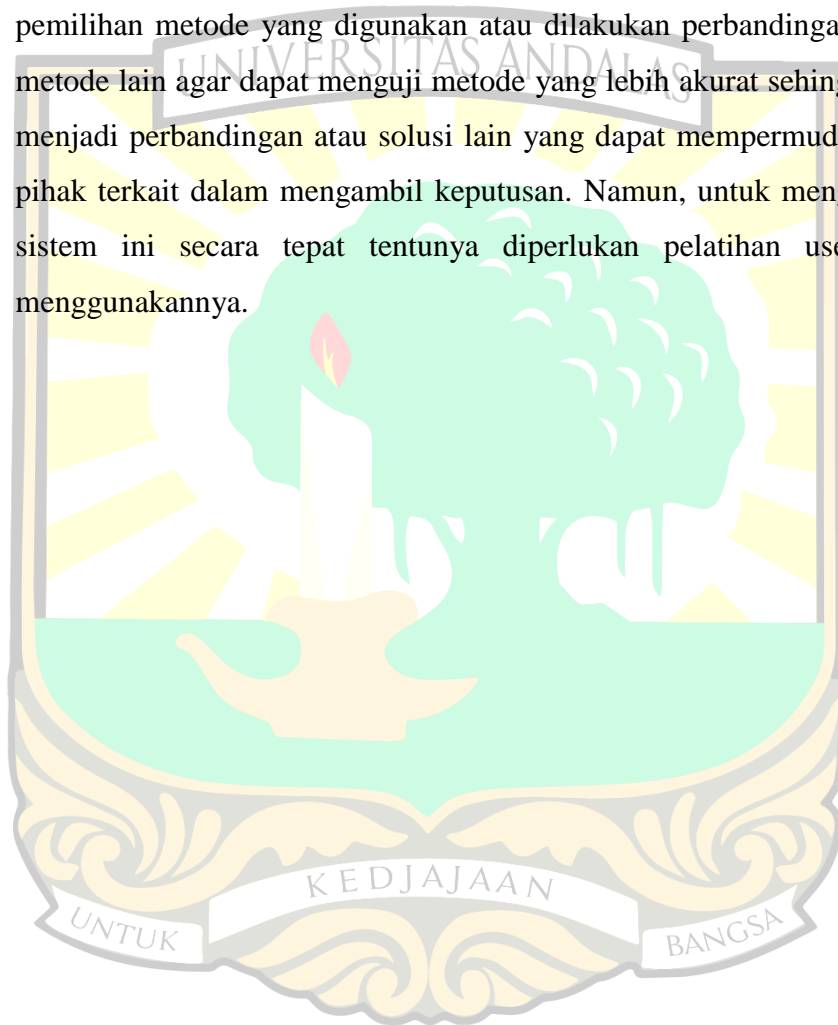 pemilihan metode yang digunakan atau dilakukan perbandinga
metode lain agar dapat menguji metode yang lebih akurat sehin
menjadi perbandingan atau solusi lain yang dapat mempermud
pihak terkait dalam mengambil keputusan. Namun, untuk meng
sistem ini secara tepat tentunya diperlukan pelatihan use
menggunakannya.
UNIVERSITAS ANDALAS
KEDJAJAAN
UNTUK
BANGSA